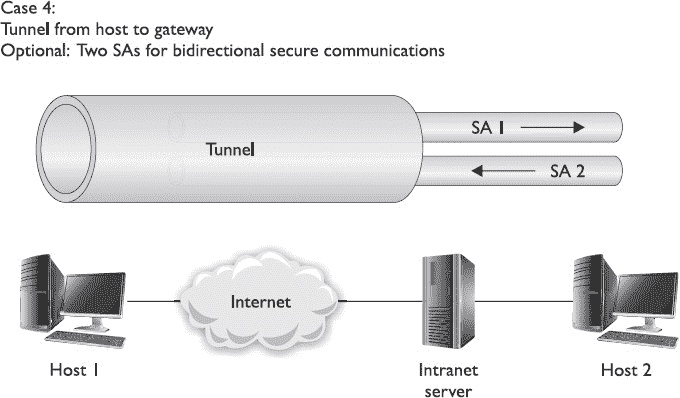 Case 4:
Tunnel from host to gateway
Optional: Two SAs for bidirectional secure communications
SA 1
Tunnel
SA 2
Internet
Host 1
Intranet
server
Host 2